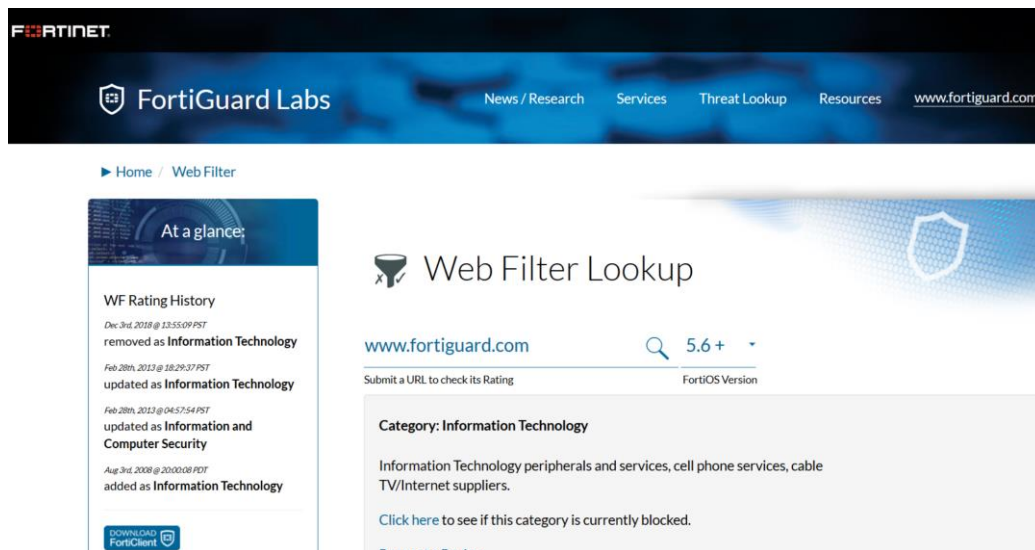 FORTINET
FortiGuard Labs
News / Research
Services
Threat Lookup
Resources
www.fortiguard.com
Home / Web Filter
At a glance:
WF Rating History
Dec 3rd, 2018 @ 13:55:09 PST
removed as Information Technology
Feb 28th, 2013 @ 18:29:37 PST
updated as Information Technology
Feb 28th, 2013 @ 04:57:54 PST
updated as Information and
Computer Security
Aug 3rd, 2008 @ 20:00:08 PDT
added as Information Technology
DOWNLOAD
FortiClient
Web Filter Lookup
www.fortiguard.com
5.6 +
Submit a URL to check its Rating
FortiOS Version
Category: Information Technology
Information Technology peripherals and services, cell phone services, cable
TV/Internet suppliers.
Click here to see if this category is currently blocked.